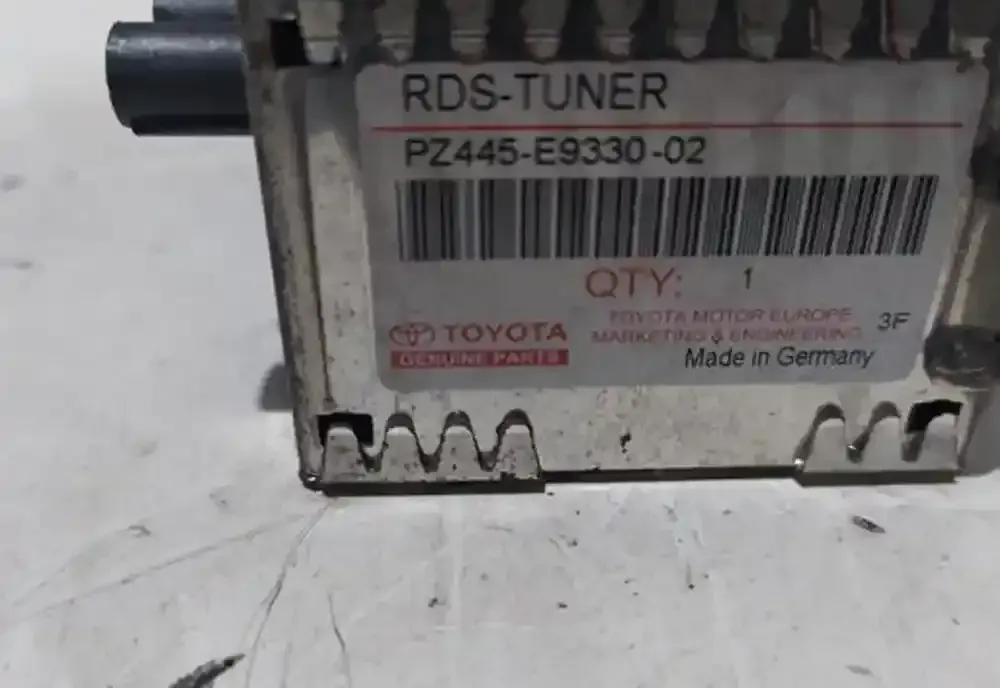 RDS-TUNER
PZ445-E9330-02
QTY: 1
TOYOTA
GENUINE PARTS
TOYOTA MOTOR EUROPE
MARKETING & ENGINEERING
3F
Made in Germany